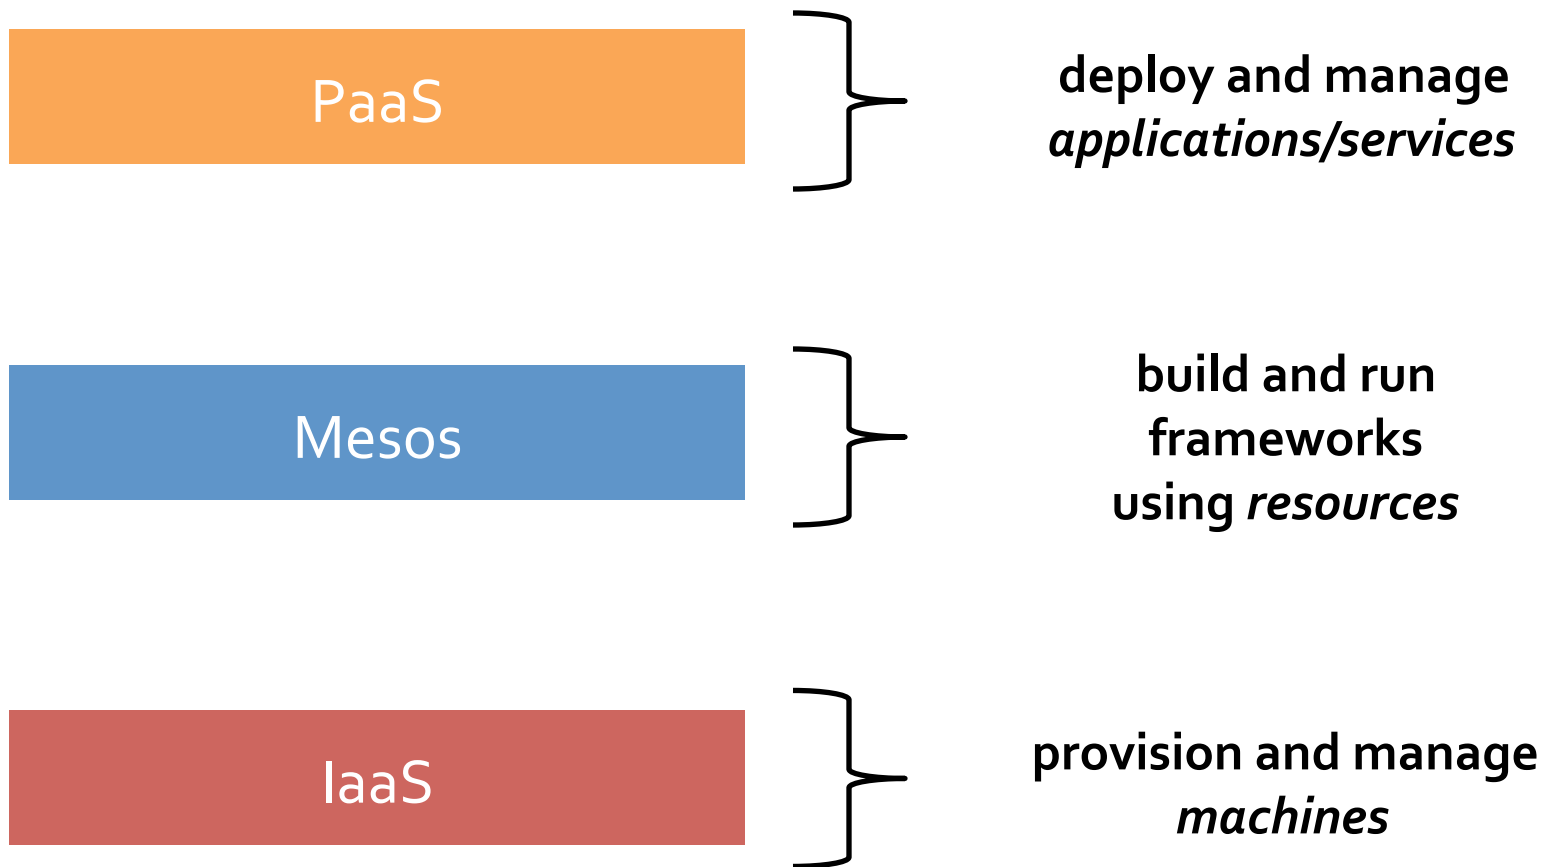 PaaS
deploy and manage
applications/services
Mesos
build and run
frameworks
using resources
IaaS
provision and manage
machines